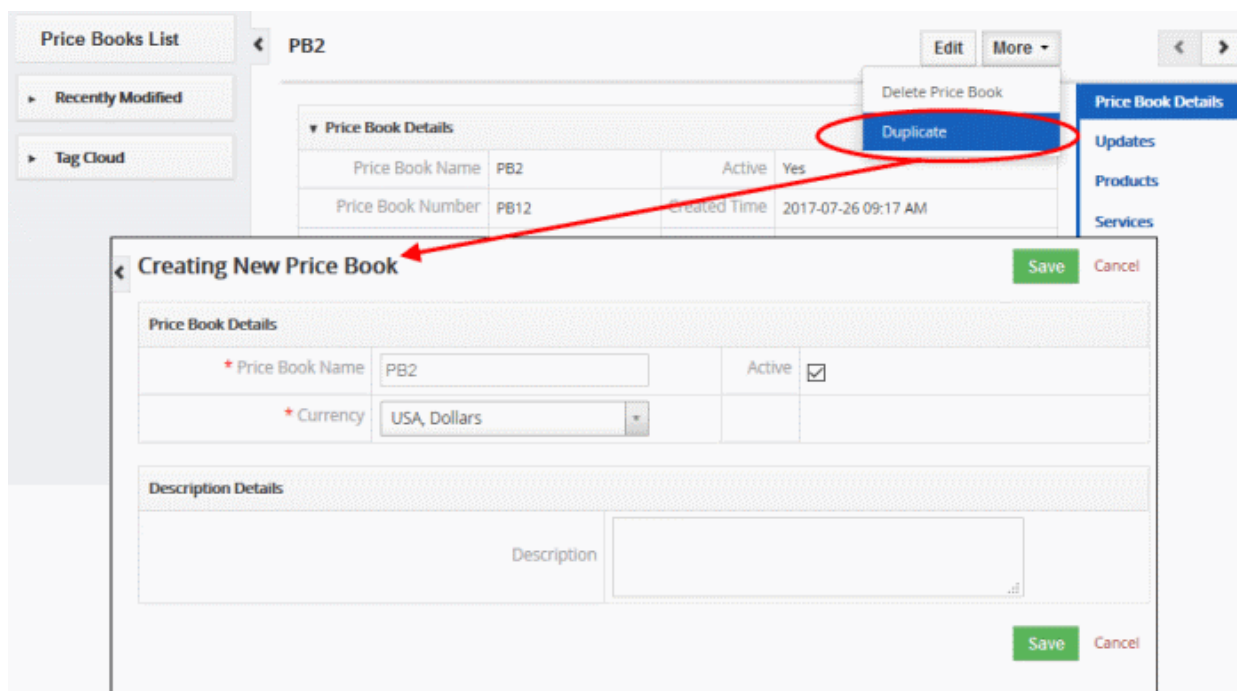 Price Books List
PB2
Edit
More
Recently Modified
Delete Price Book
Price Book Details
Price Book Details
Duplicate
Tag Cloud
Updates
Price Book Name PB2 Active Yes
Products
Price Book Number PB12 Created Time 2017-07-26 09:17 AM
Services
Creating New Price Book
Save
Cancel
Price Book Details
* Price Book Name PB2 Active
* Currency USA, Dollars
Description Details
Description
Save
Cancel